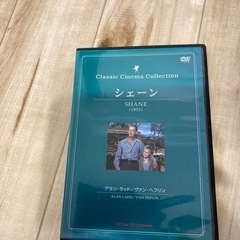 DVD
Classic Cinema Collection
シェーン
SHANE
(1953)
アラン・ラッド/ヴァン・ヘフリン
ALAN LADD / VAN HEFLIN